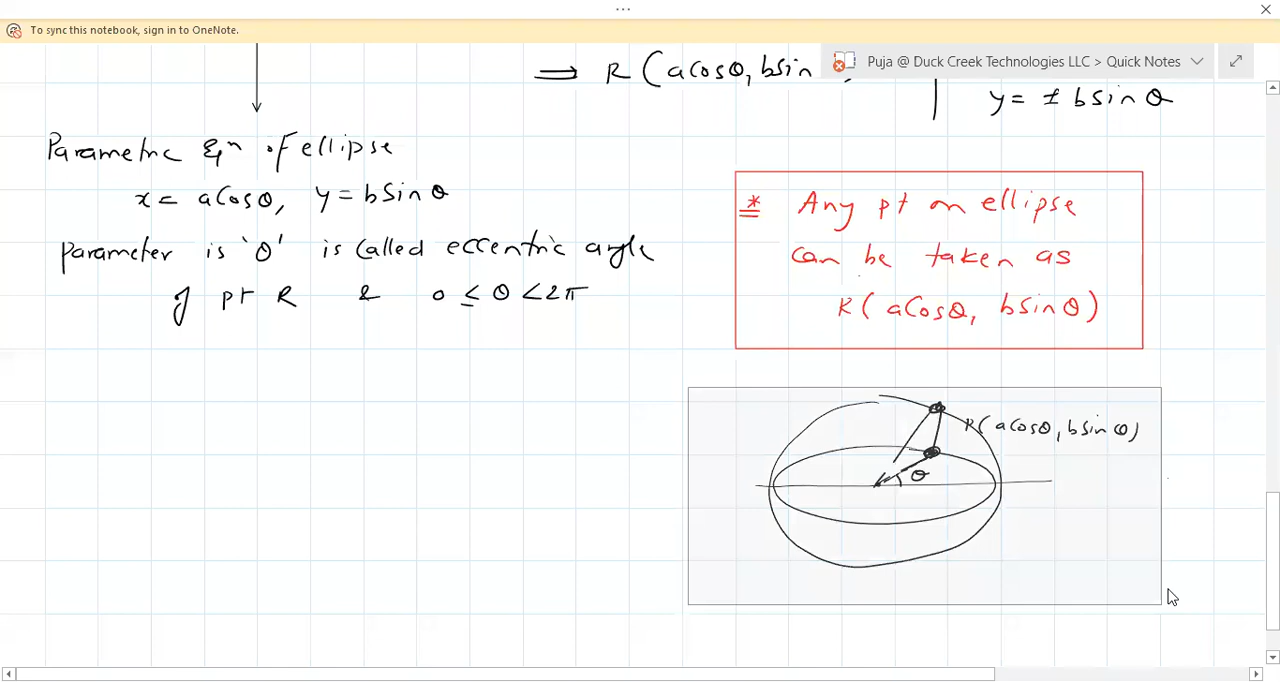 To sync this notebook, sign in to OneNote.
Puja @ Duck Creek Technologies LLC > Quick Notes
⟹ R (acosθ, bsin
y = ± bsinθ
Parametric Eqⁿ of ellipse
x = acosθ, y = bsinθ
parameter is 'θ' is called eccentric angle
of pt R & 0 ≤ θ < 2π
* Any pt on ellipse
can be taken as
R( acosθ, bsinθ)
R( acosθ, bsinθ)
θ